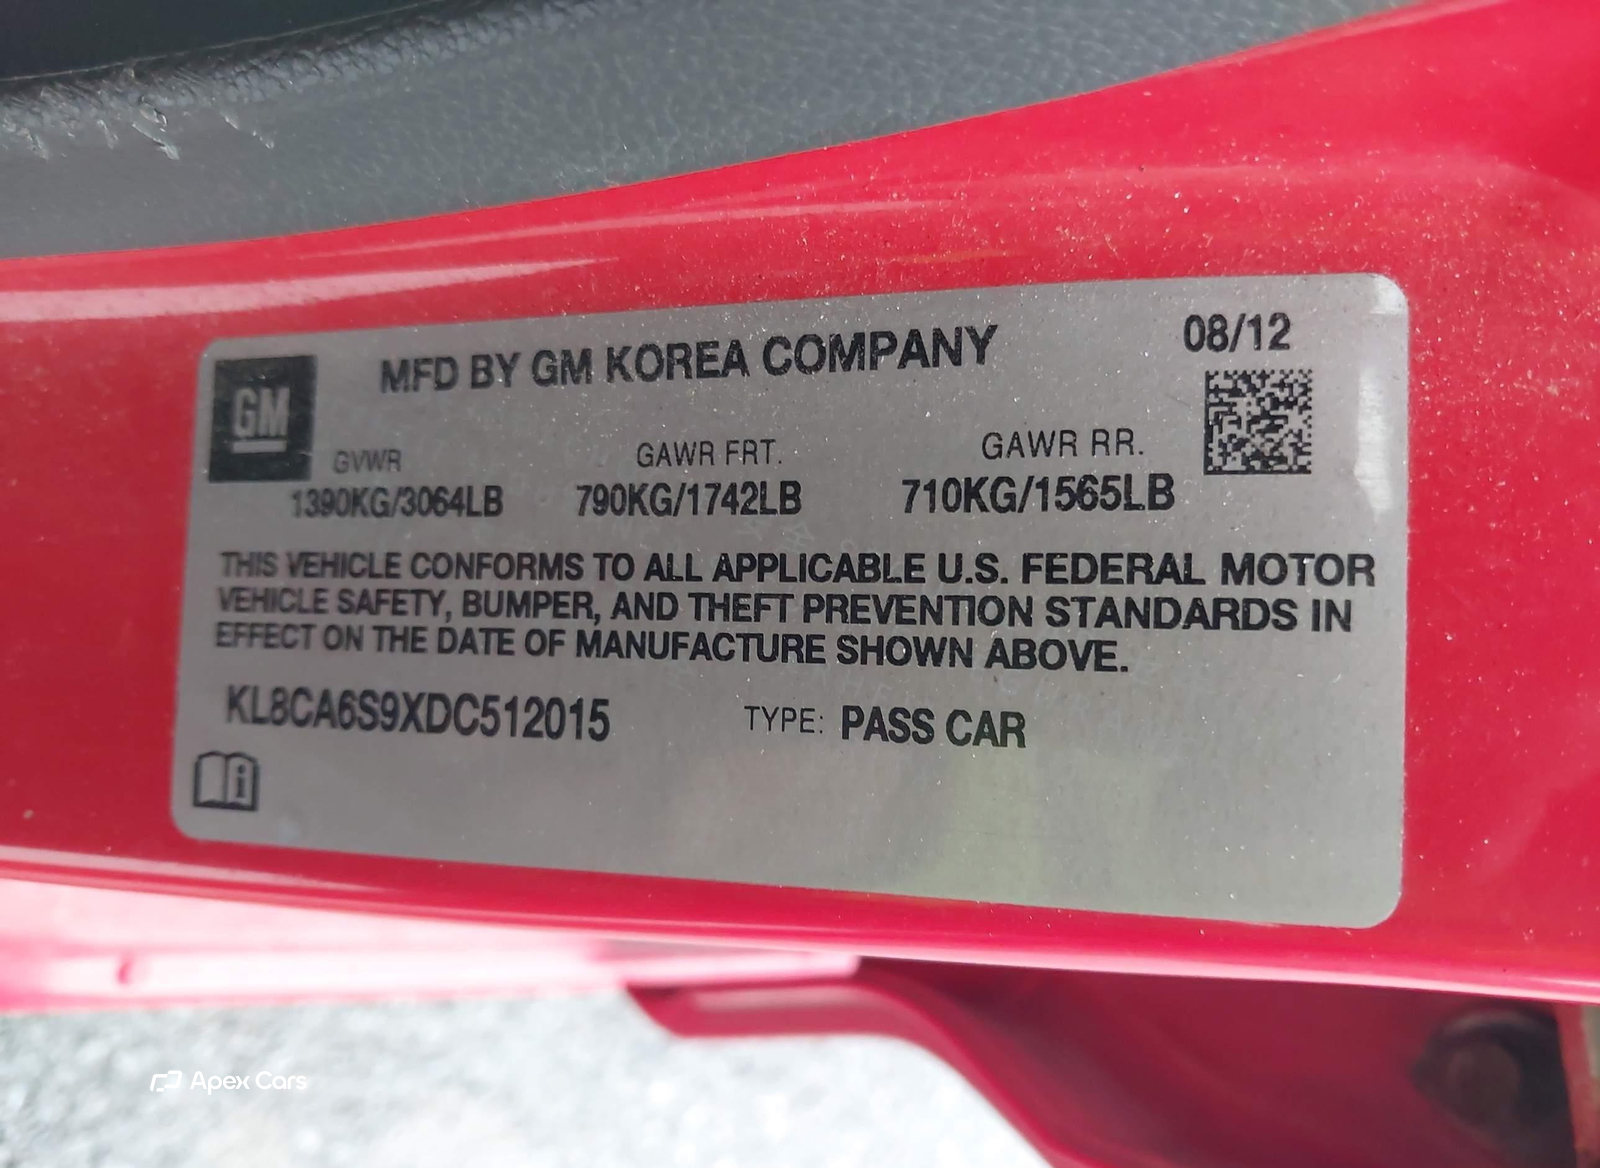 GM
MFD BY GM KOREA COMPANY
08/12
GVWR GAWR FRT. GAWR RR.
1390KG/3064LB 790KG/1742LB 710KG/1565LB
THIS VEHICLE CONFORMS TO ALL APPLICABLE U.S. FEDERAL MOTOR
VEHICLE SAFETY, BUMPER, AND THEFT PREVENTION STANDARDS IN
EFFECT ON THE DATE OF MANUFACTURE SHOWN ABOVE.
KL8CA6S9XDC512015 TYPE: PASS CAR
Apex Cars